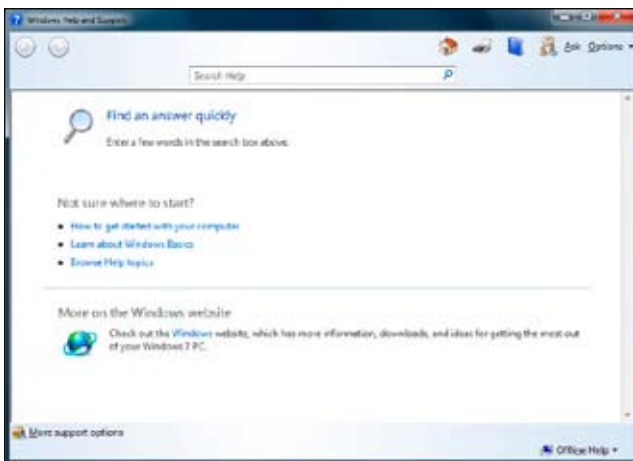 Windows Help and Support
Ask Options
Search Help
Find an answer quickly
Enter a few words in the search box above.
Not sure where to start?
How to get started with your computer
Learn about Windows Basics
Browse Help topics
More on the Windows website
Check out the Windows website, which has more information, downloads, and ideas for getting the most out
of your Windows 7 PC.
More support options
Office Help